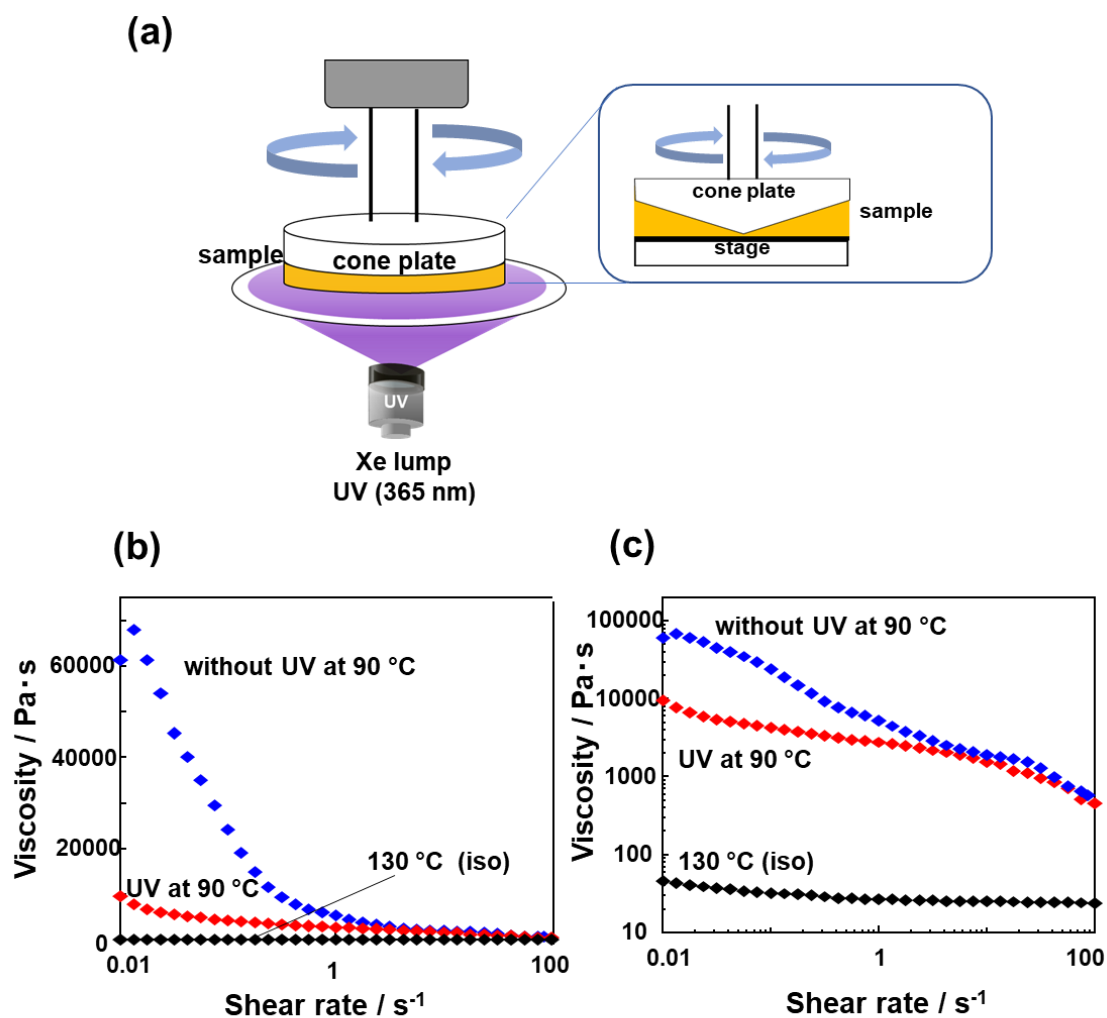 (a)
cone plate
sample
stage
sample
cone plate
UV
Xe lump
UV (365 nm)
(b)
Viscosity / Pa·s
60000
40000
20000
0
without UV at 90 °C
130 °C (iso)
UV at 90 °C
0.01
1
100
Shear rate / s-1
(c)
Viscosity / Pa·s
100000
10000
1000
100
10
without UV at 90 °C
UV at 90 °C
130 °C (iso)
0.01
1
100
Shear rate / s-1